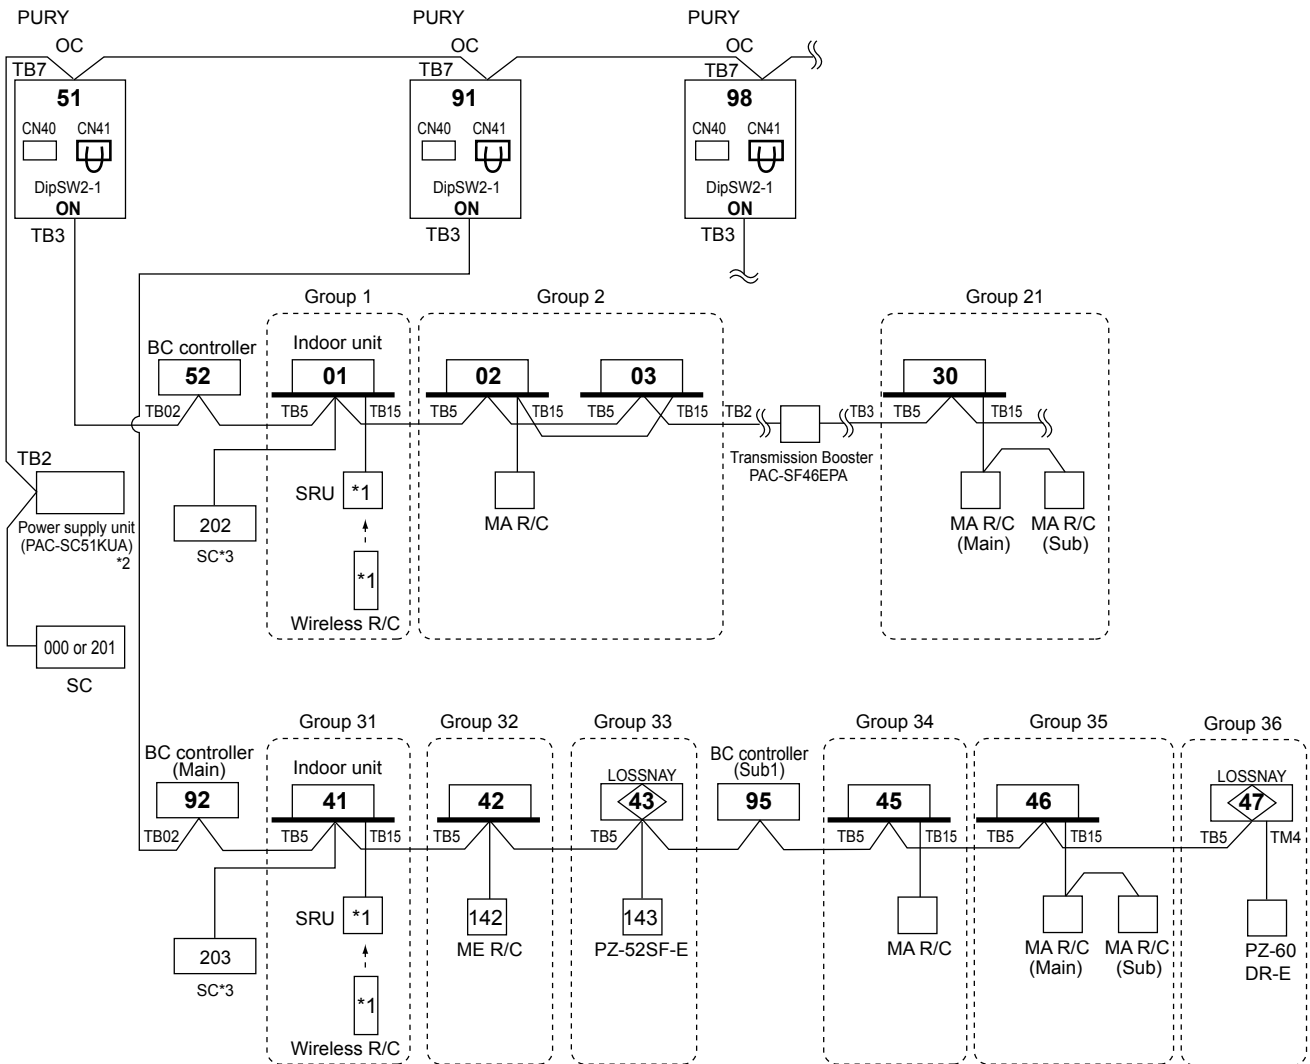 PURY PURY PURY
OC OC OC
TB7 TB7 TB7
51 91 98
CN40 CN41 CN40 CN41 CN40 CN41
DipSW2-1 DipSW2-1 DipSW2-1
ON ON ON
TB3 TB3 TB3
Group 1 Group 2 Group 21
BC controller Indoor unit
52 01 02 03 30
TB02 TB5 TB15 TB5 TB15 TB5 TB15 TB2 TB3 TB5 TB15
Transmission Booster
PAC-SF46EPA
TB2
Power supply unit
(PAC-SC51KUA)
*2
202
SC*3
SRU *1
*1
Wireless R/C
MA R/C
MA R/C
(Main)
MA R/C
(Sub)
000 or 201
SC
Group 31 Group 32 Group 33 Group 34 Group 35 Group 36
BC controller
(Main)
Indoor unit
LOSSNAY
BC controller
(Sub1)
LOSSNAY
92 41 42 43 95 45 46 47
TB02 TB5 TB15 TB5 TB5 TB5 TB15 TB5 TB15 TB5 TM4
203
SC*3
SRU *1
*1
Wireless R/C
142
ME R/C
143
PZ-52SF-E
MA R/C
MA R/C
(Main)
MA R/C
(Sub)
PZ-60
DR-E